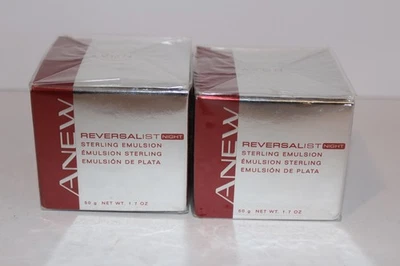 ANEW
REVERSALIST NIGHT
STERLING EMULSION
ÉMULSION STERLING
EMULSIÓN DE PLATA
50 g NET WT. 1.7 OZ
ANEW
REVERSALIST NIGHT
STERLING EMULSION
ÉMULSION STERLING
EMULSIÓN DE PLATA
50 g NET WT. 1.7 OZ